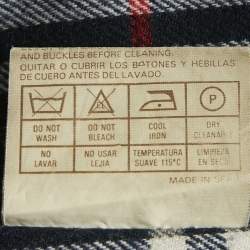 AND BUCKLES BEFORE CLEANING.
QUITAR O CUBRIR LOS BOTONES Y HEBILLAS
DE CUERO ANTES DEL LAVADO.
CL
P
DO NOT
WASH
DO NOT
BLEACH
COOL
IRON
DRY
CLEANABLE
NO
LAVAR
NO USAR
LEJIA
TEMPERATURA
SUAVE 115°C
LIMPIEZA
EN SECO
MADE IN